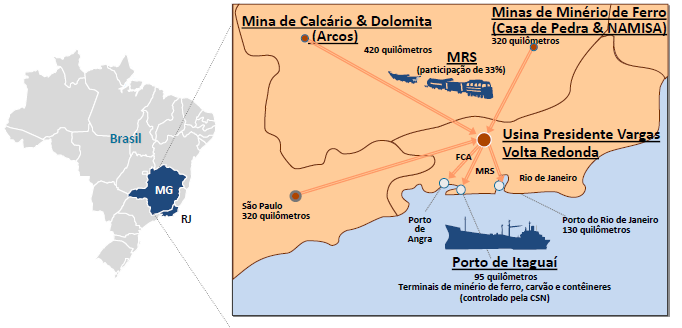 Brasil
MG
RJ
Mina de Calcário & Dolomita
(Arcos)
420 quilômetros
Minas de Minério de Ferro
(Casa de Pedra & NAMISA)
320 quilômetros
MRS
(participação de 33%)
Usina Presidente Vargas
Volta Redonda
FCA
MRS
Rio de Janeiro
São Paulo
320 quilômetros
Porto
de
Angra
Porto do Rio de Janeiro
130 quilômetros
Porto de Itaguaí
95 quilômetros
Terminais de minério de ferro, carvão e contêineres
(controlado pela CSN)